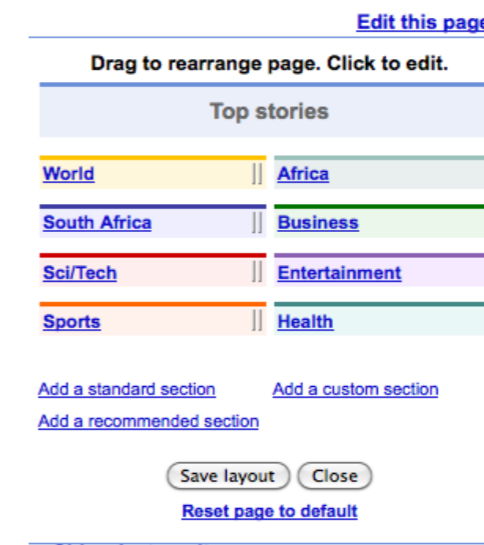 Edit this page
Drag to rearrange page. Click to edit.
Top stories
World Africa
South Africa Business
Sci/Tech Entertainment
Sports Health
Add a standard section Add a custom section
Add a recommended section
Save layout Close
Reset page to default